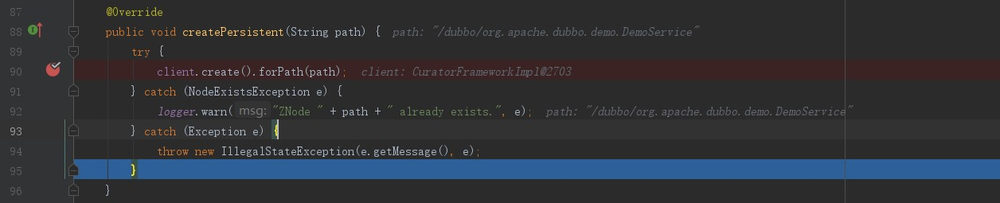 87 @Override
88 public void createPersistent(String path) { path: "/dubbo/org.apache.dubbo.demo.DemoService"
89 try {
90 client.create().forPath(path); client: CuratorFrameworkImpl@2703
91 } catch (NodeExistsException e) {
92 logger.warn( msg: "ZNode " + path + " already exists.", e); path: "/dubbo/org.apache.dubbo.demo.DemoService"
93 } catch (Exception e) {
94 throw new IllegalStateException(e.getMessage(), e);
95 }
96 }